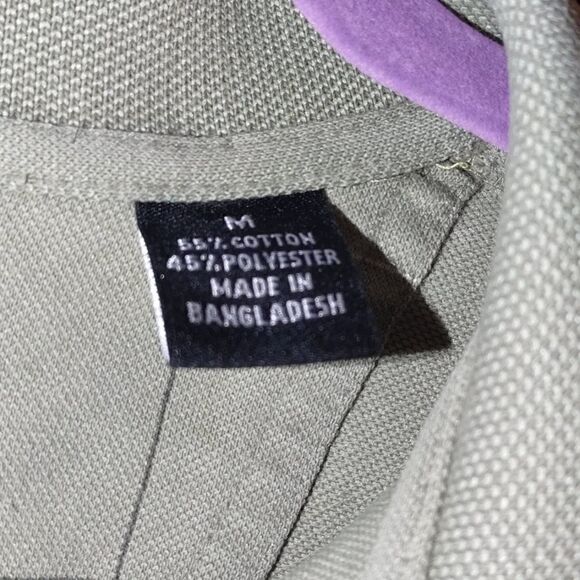 M
55% COTTON
45% POLYESTER
MADE IN
BANGLADESH